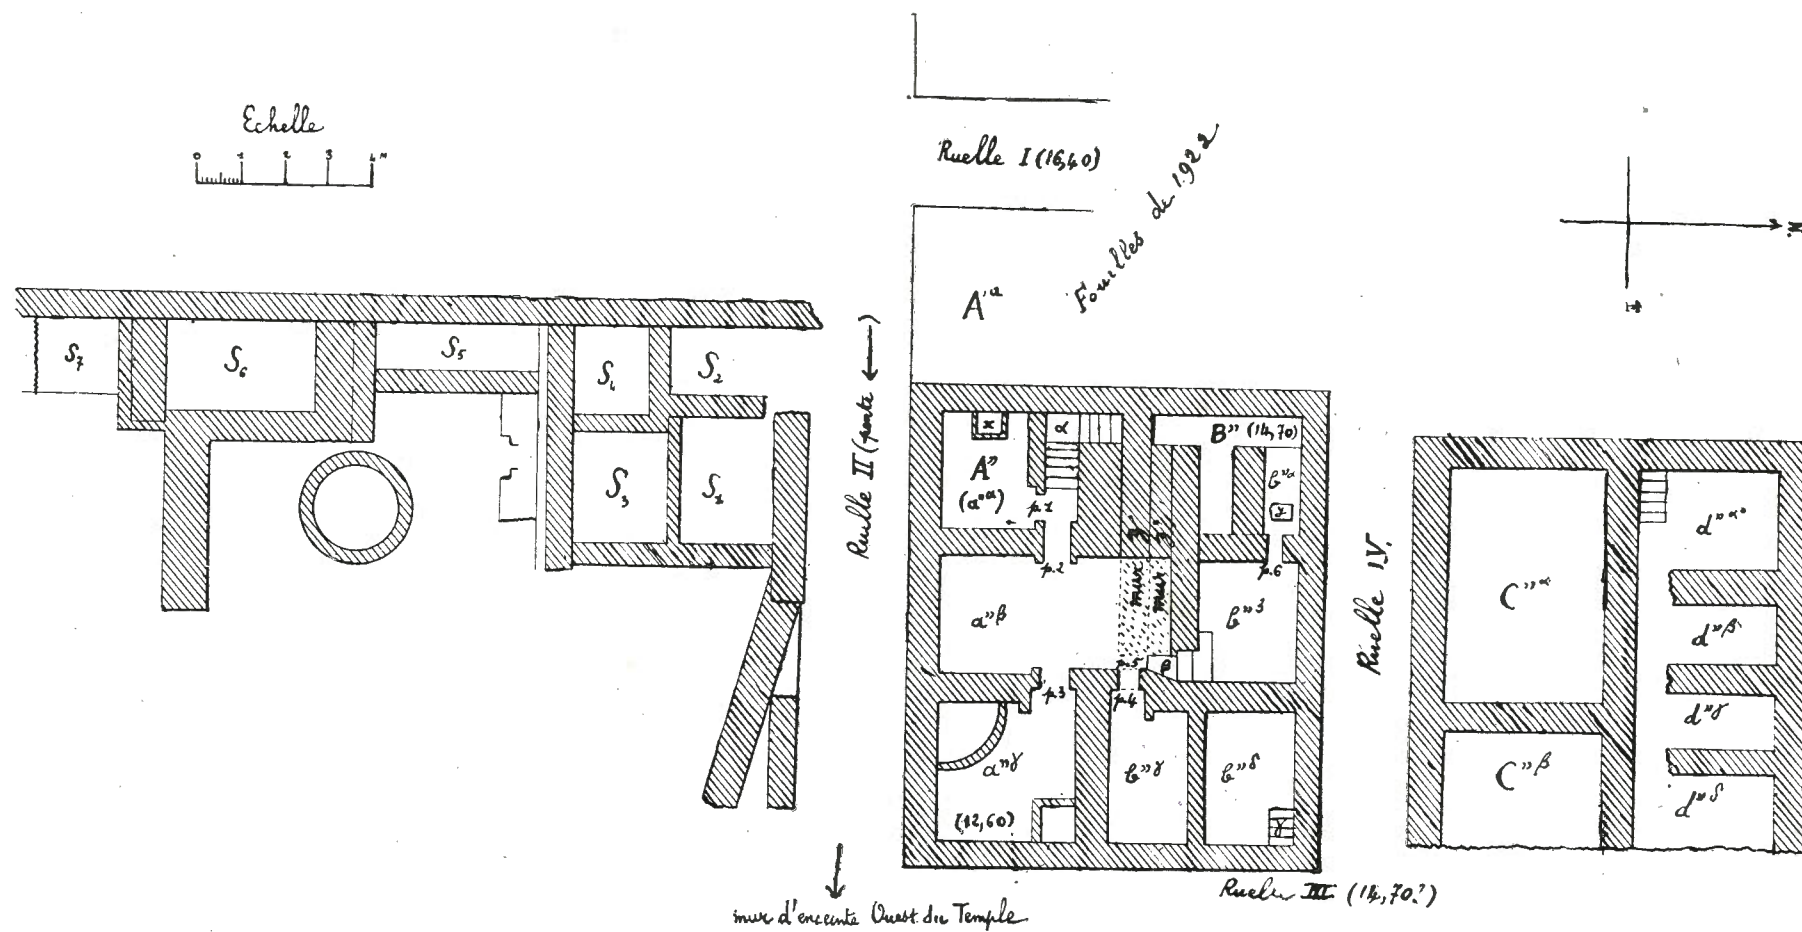 Echelle
0 1 2 3 4 M
Ruelle I (16,40)
Fouilles de 1922
N.
E
A'α
S7
S6
S5
S4
S2
S3
S1
Ruelle II (pente ←)
x
α
A"
(a"α)
p.1
B" (14,70)
b"α
p.2
p.6
mur
mur
a"β
p.5
β
b"β
p.3
p.4
a"γ
(12,60)
b"γ
b"δ
γ
Ruelle IV.
C"α
C"β
d"α
d"β
d"γ
d"δ
Ruelle III (14,70?)
mur d'enceinte Ouest du Temple